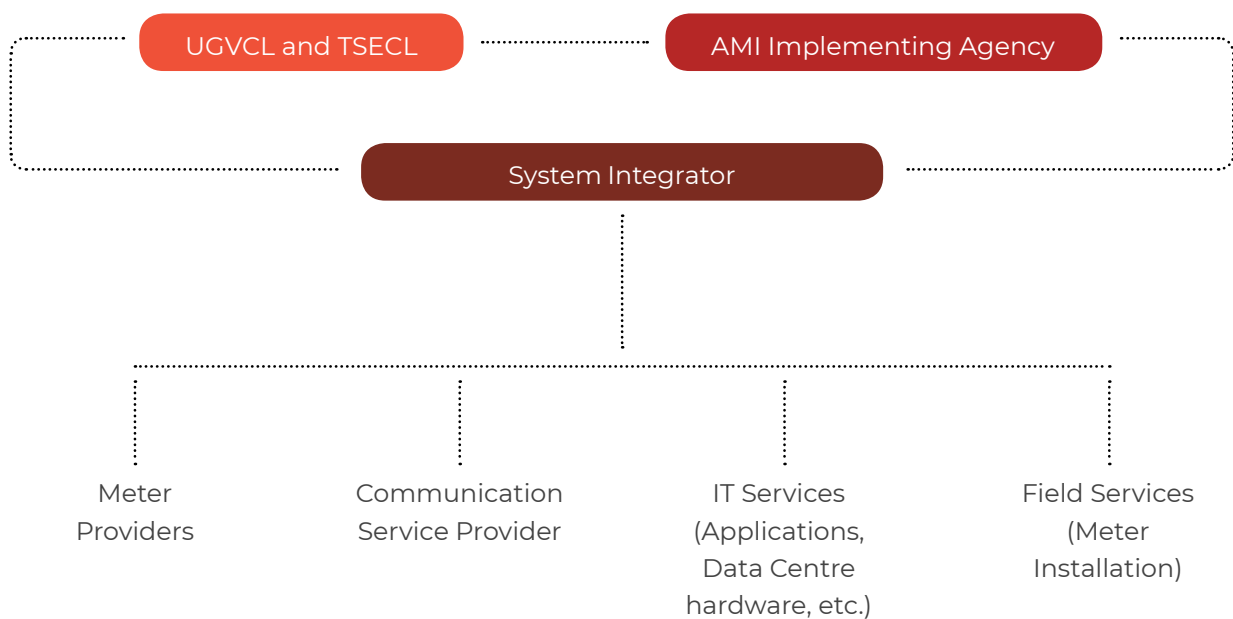 UGVCL and TSECL
AMI Implementing Agency
System Integrator
Meter
Providers
Communication
Service Provider
IT Services
(Applications,
Data Centre
hardware, etc.)
Field Services
(Meter
Installation)